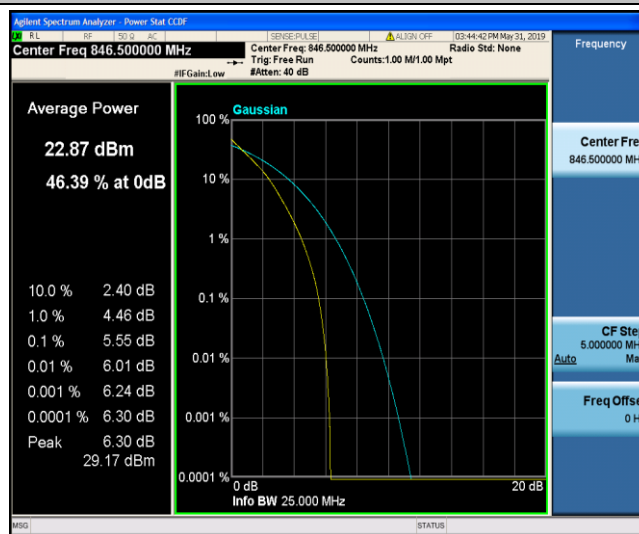 Agilent Spectrum Analyzer - Power Stat CCDF
RL RF 50 Ω AC SENSE:PULSE ALIGN OFF 03:44:42 PM May 31, 2019
Center Freq 846.500000 MHz
Center Freq: 846.500000 MHz Radio Std: None
Trig: Free Run Counts:1.00 M/1.00 Mpt
#IFGain:Low #Atten: 40 dB
Frequency
Average Power
22.87 dBm
46.39 % at 0dB
10.0 % 2.40 dB
1.0 % 4.46 dB
0.1 % 5.55 dB
0.01 % 6.01 dB
0.001 % 6.24 dB
0.0001 % 6.30 dB
Peak 6.30 dB
29.17 dBm
Gaussian
100 %
10 %
1 %
0.1 %
0.01 %
0.001 %
0.0001 %
0 dB 20 dB
Info BW 25.000 MHz
Center Fre
846.500000 MH
CF Ste
5.000000 MH
Auto Ma
Freq Offse
0 H
MSG STATUS